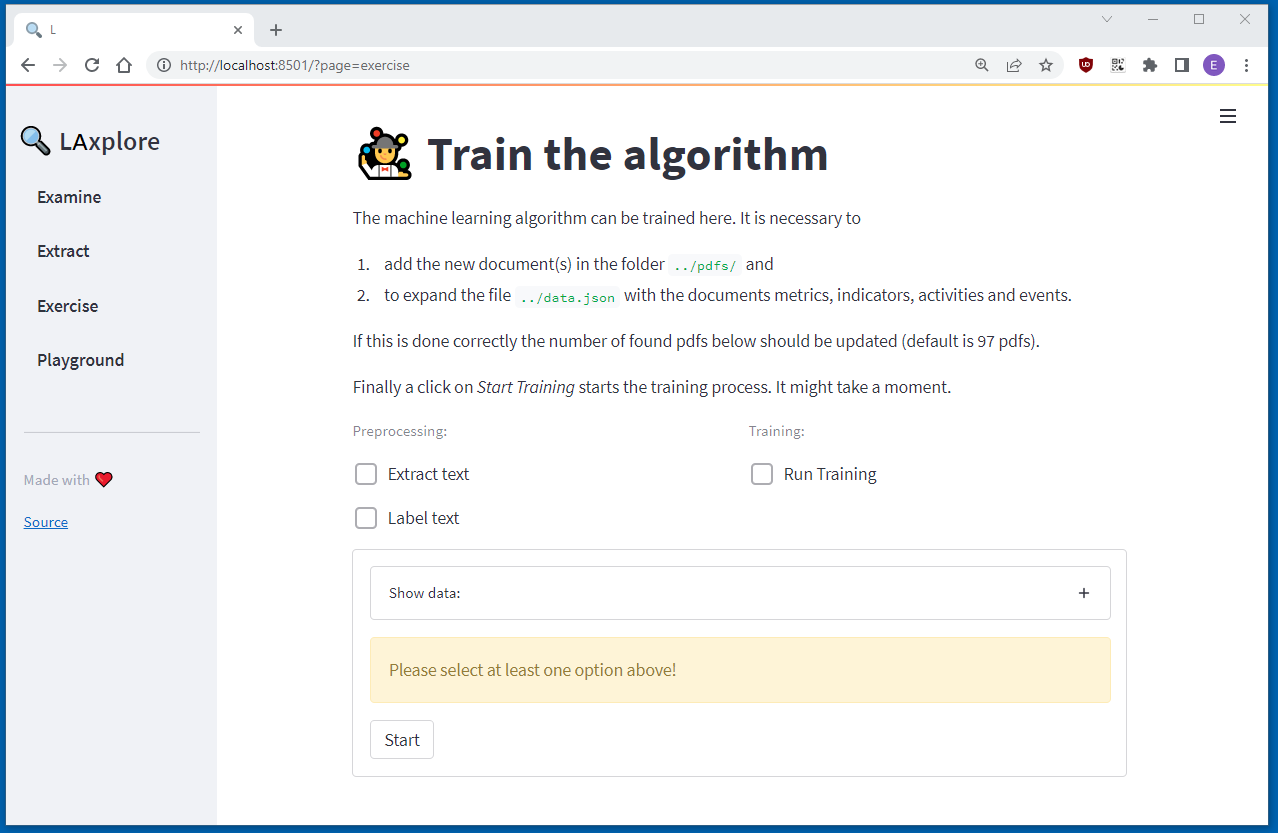 L
http://localhost:8501/?page=exercise
E
LAxplore
Examine
Extract
Exercise
Playground
Made with
Source
Train the algorithm
The machine learning algorithm can be trained here. It is necessary to
1. add the new document(s) in the folder ../pdfs/ and
2. to expand the file ../data.json with the documents metrics, indicators, activities and events.
If this is done correctly the number of found pdfs below should be updated (default is 97 pdfs).
Finally a click on Start Training starts the training process. It might take a moment.
Preprocessing:
Training:
Extract text
Run Training
Label text
Show data:
Please select at least one option above!
Start